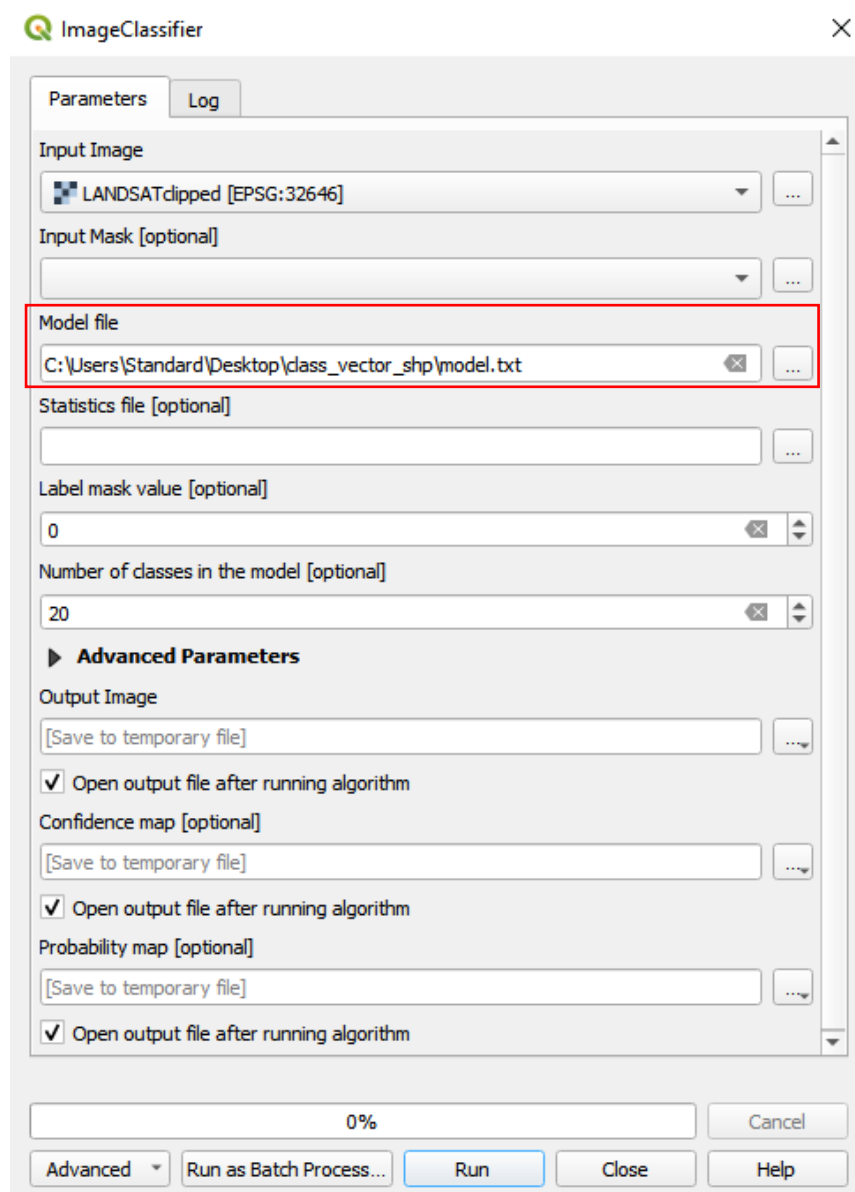 ImageClassifier
Parameters
Log
Input Image
LANDSATclipped [EPSG:32646]
...
Input Mask [optional]
...
Model file
C:\Users\Standard\Desktop\class_vector_shp\model.txt
...
Statistics file [optional]
...
Label mask value [optional]
0
Number of classes in the model [optional]
20
Advanced Parameters
Output Image
[Save to temporary file]
...
Open output file after running algorithm
Confidence map [optional]
[Save to temporary file]
...
Open output file after running algorithm
Probability map [optional]
[Save to temporary file]
...
Open output file after running algorithm
0%
Cancel
Advanced
Run as Batch Process...
Run
Close
Help